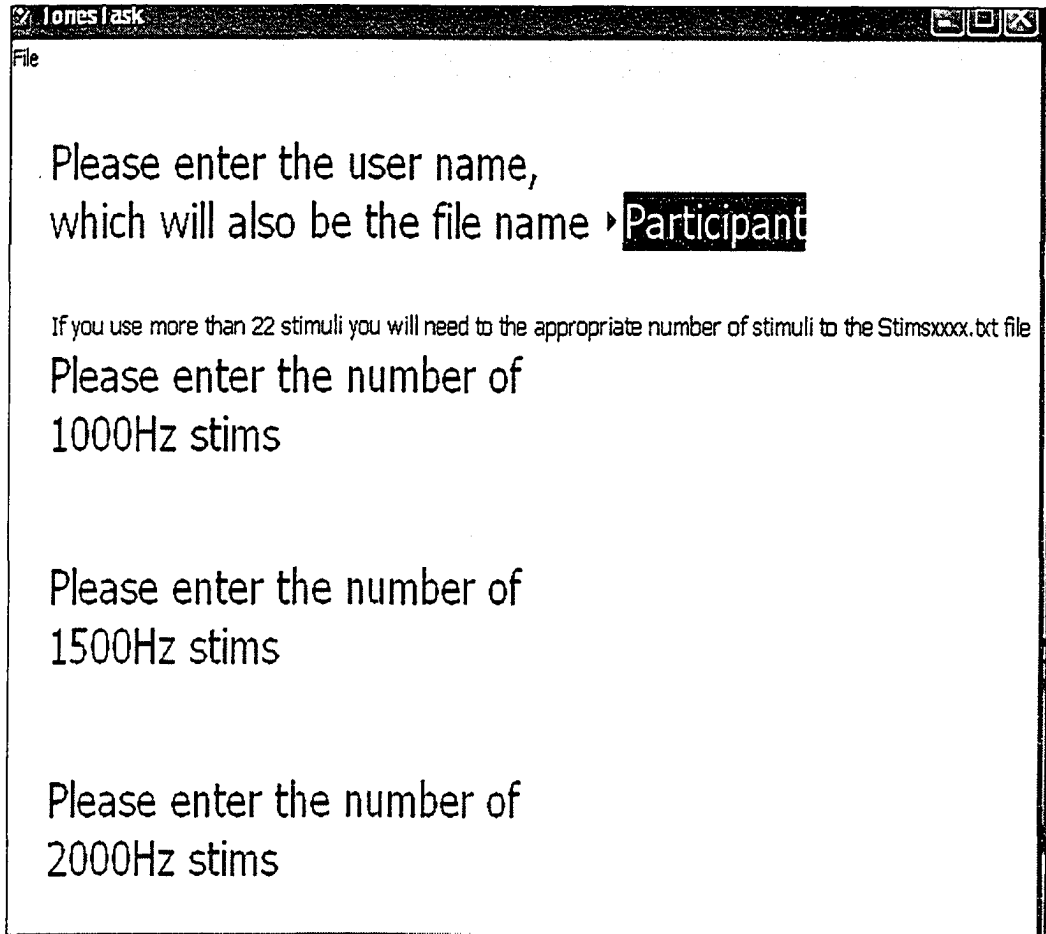 TonesTask
File
Please enter the user name,
which will also be the file name Participant
If you use more than 22 stimuli you will need to the appropriate number of stimuli to the Stimsxxxx.txt file
Please enter the number of
1000Hz stims
Please enter the number of
1500Hz stims
Please enter the number of
2000Hz stims